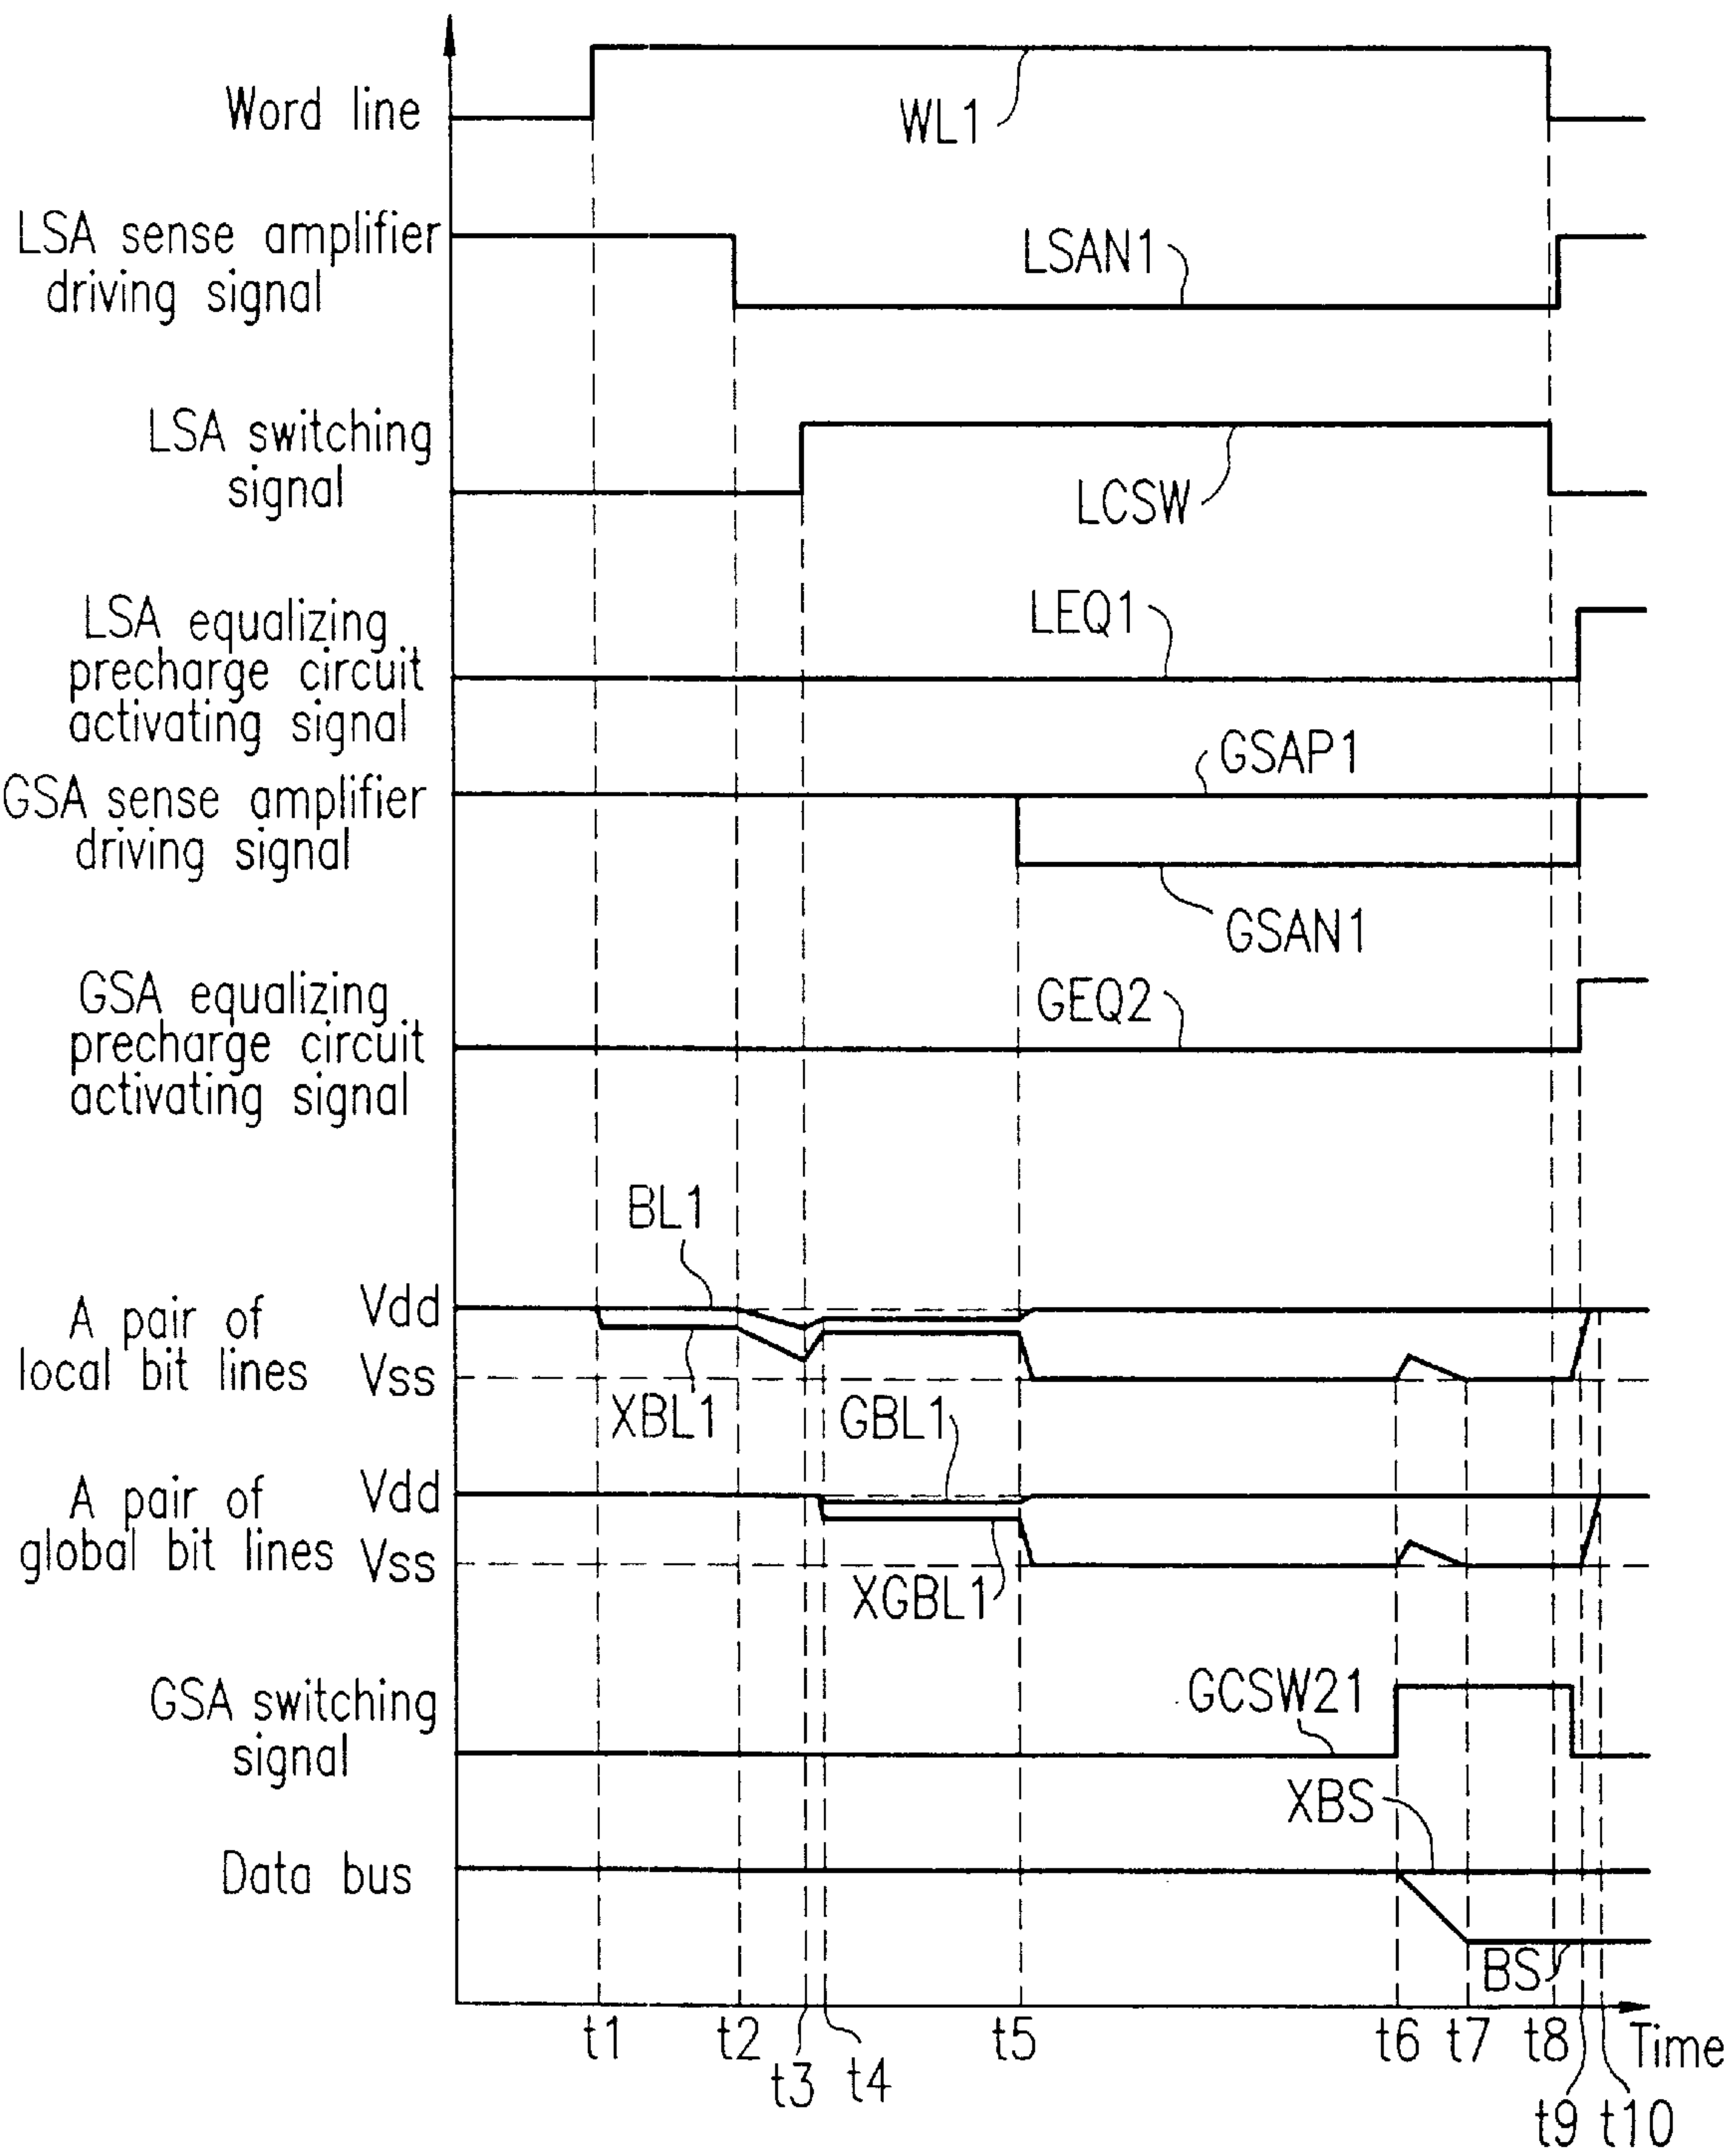 Word line
WL1
LSA sense amplifier
driving signal
LSAN1
LSA switching
signal
LCSW
LSA equalizing
precharge circuit
activating signal
LEQ1
GSAP1
GSA sense amplifier
driving signal
GSAN1
GSA equalizing
precharge circuit
activating signal
GEQ2
BL1
A pair of
local bit lines
Vdd
Vss
XBL1
GBL1
A pair of
global bit lines
Vdd
Vss
XGBL1
GSA switching
signal
GCSW21
XBS
Data bus
BS
t1 t2 t3 t4 t5 t6 t7 t8 Time
t9 t10